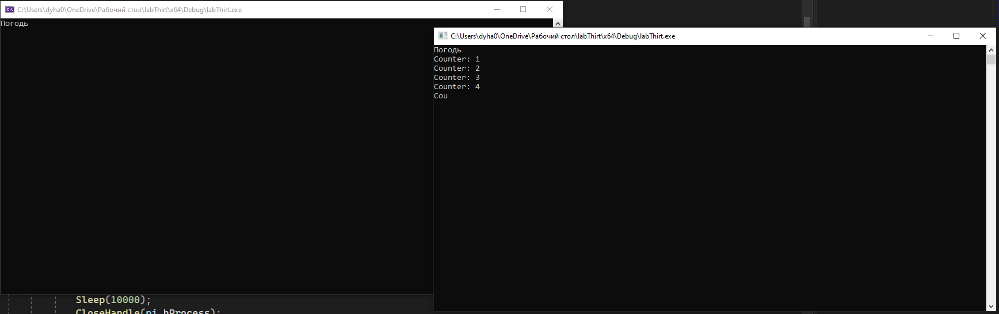 C:\Users\dyha0\OneDrive\Рабочий стол\labThirt\x64\Debug\labThirt.exe
Погодь
C:\Users\dyha0\OneDrive\Рабочий стол\labThirt\x64\Debug\labThirt.exe
Погодь
Counter: 1
Counter: 2
Counter: 3
Counter: 4
Cou
Sleep(10000);
CloseHandle(pi.hProcess);